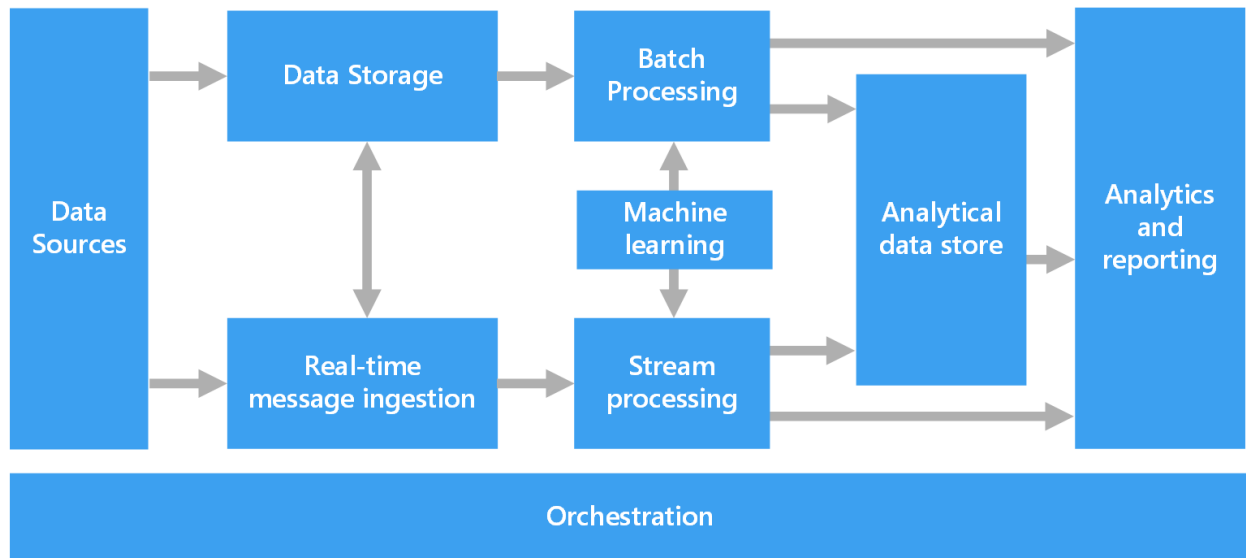 Data
Sources
Data Storage
Real-time
message ingestion
Batch
Processing
Machine
learning
Stream
processing
Analytical
data store
Analytics
and
reporting
Orchestration